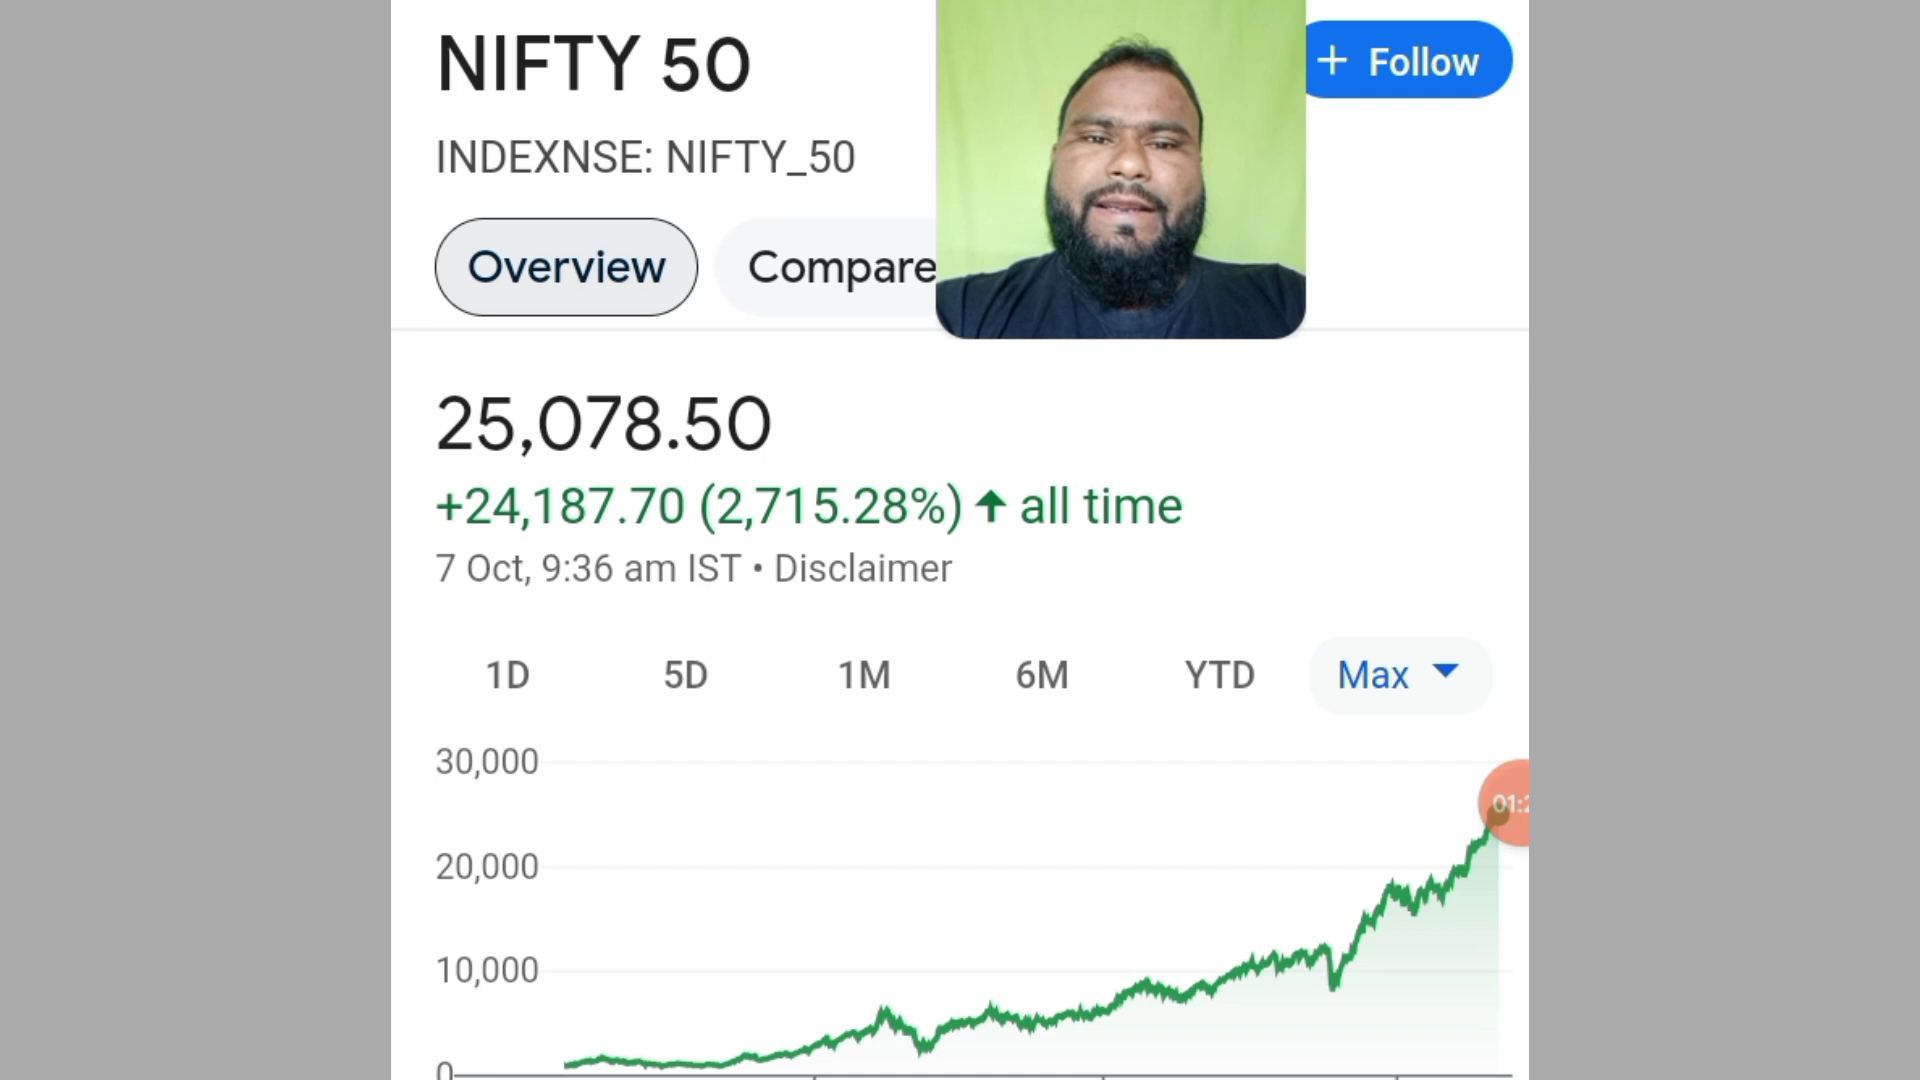 NIFTY 50
+ Follow
INDEXNSE: NIFTY_50
Overview
Compare
25,078.50
+24,187.70 (2,715.28%) ↑ all time
7 Oct, 9:36 am IST • Disclaimer
1D 5D 1M 6M YTD Max
30,000
20,000
10,000
0